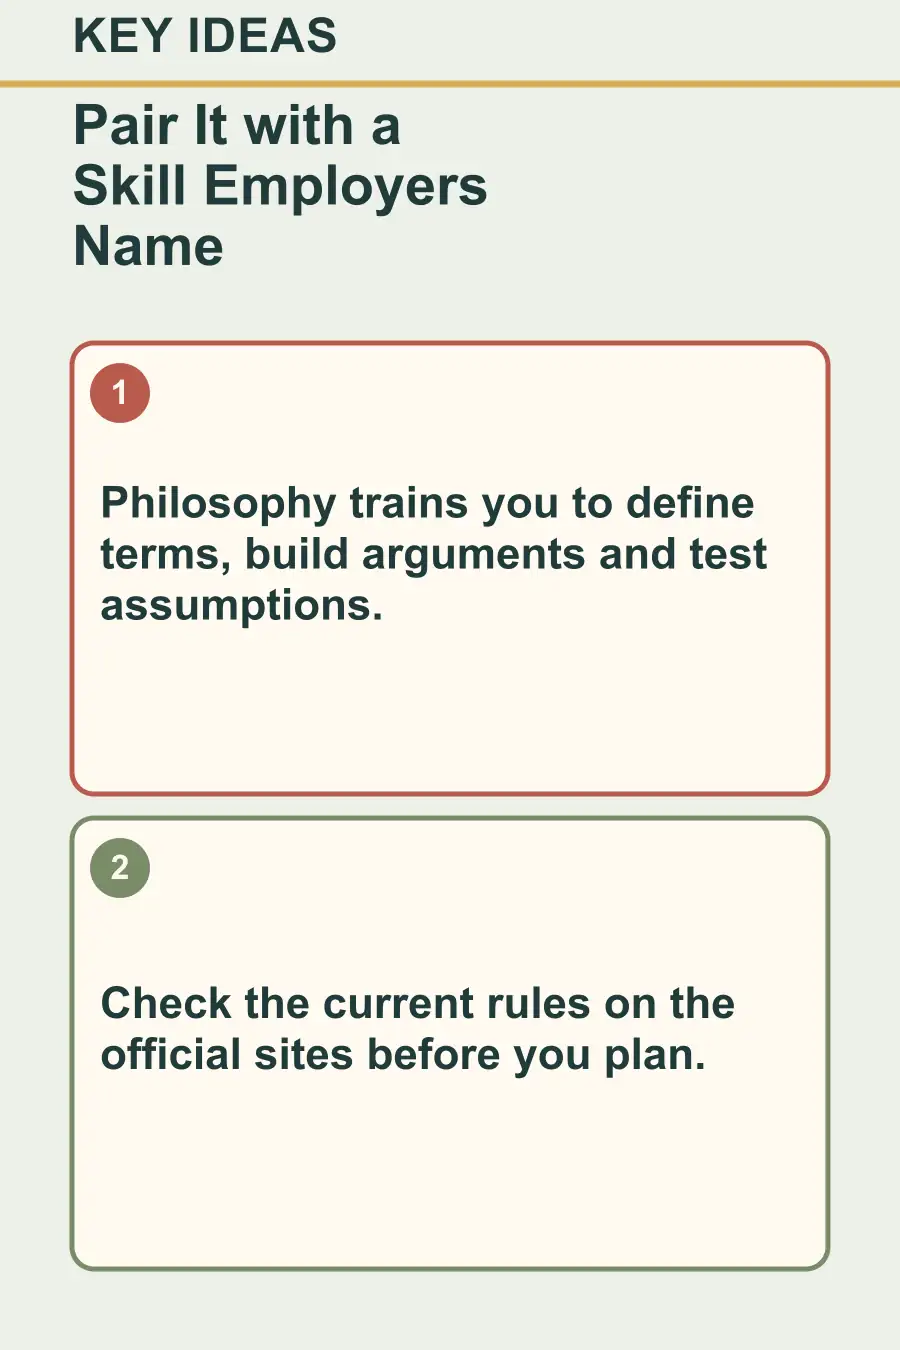 KEY IDEAS
Pair It with a
Skill Employers
Name
1
Philosophy trains you to define
terms, build arguments and test
assumptions.
2
Check the current rules on the
official sites before you plan.